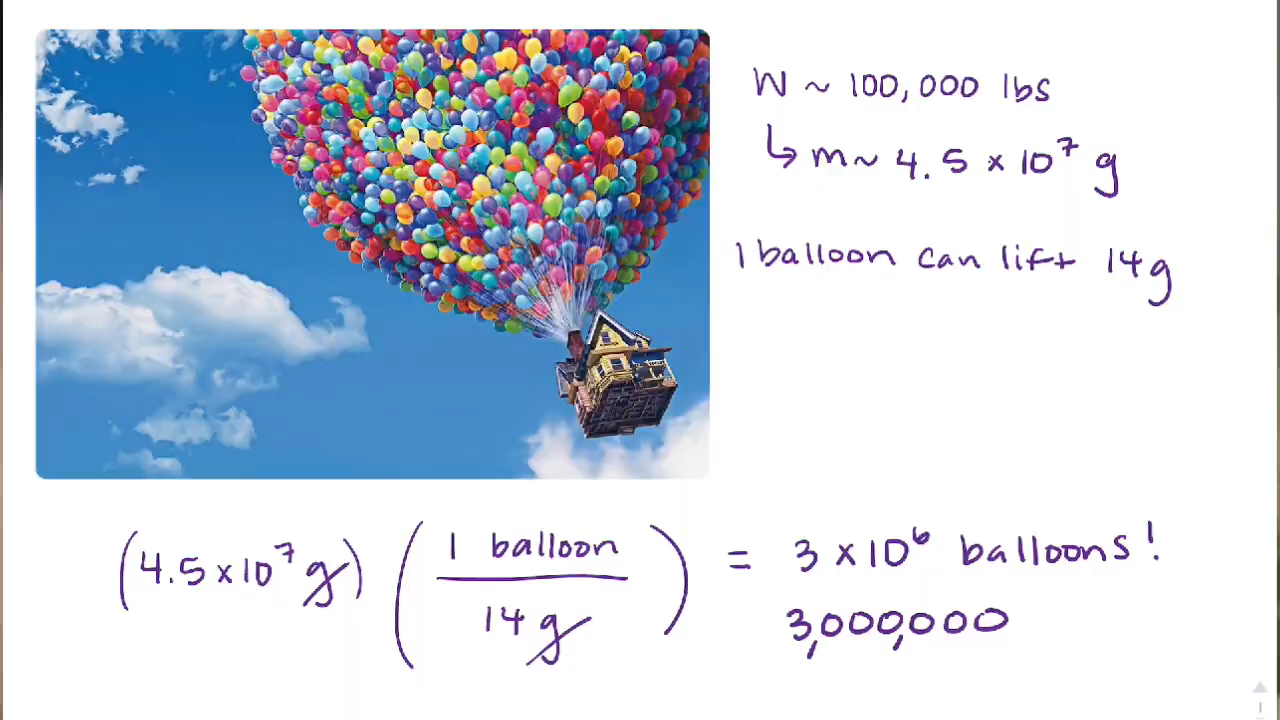 W ~ 100,000 lbs
↳ m ~ 4.5 × 10⁷ g
1 balloon can lift 14g
(4.5 × 10⁷ g) (1 balloon / 14 g) = 3 × 10⁶ balloons!
3,000,000